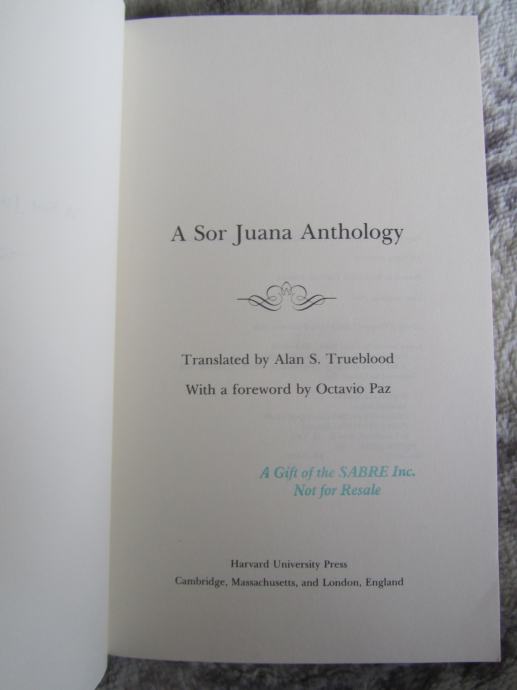 A Sor Juana Anthology
Translated by Alan S. Trueblood
With a foreword by Octavio Paz
A Gift of the SABRE Inc.
Not for Resale
Harvard University Press
Cambridge, Massachusetts, and London, England